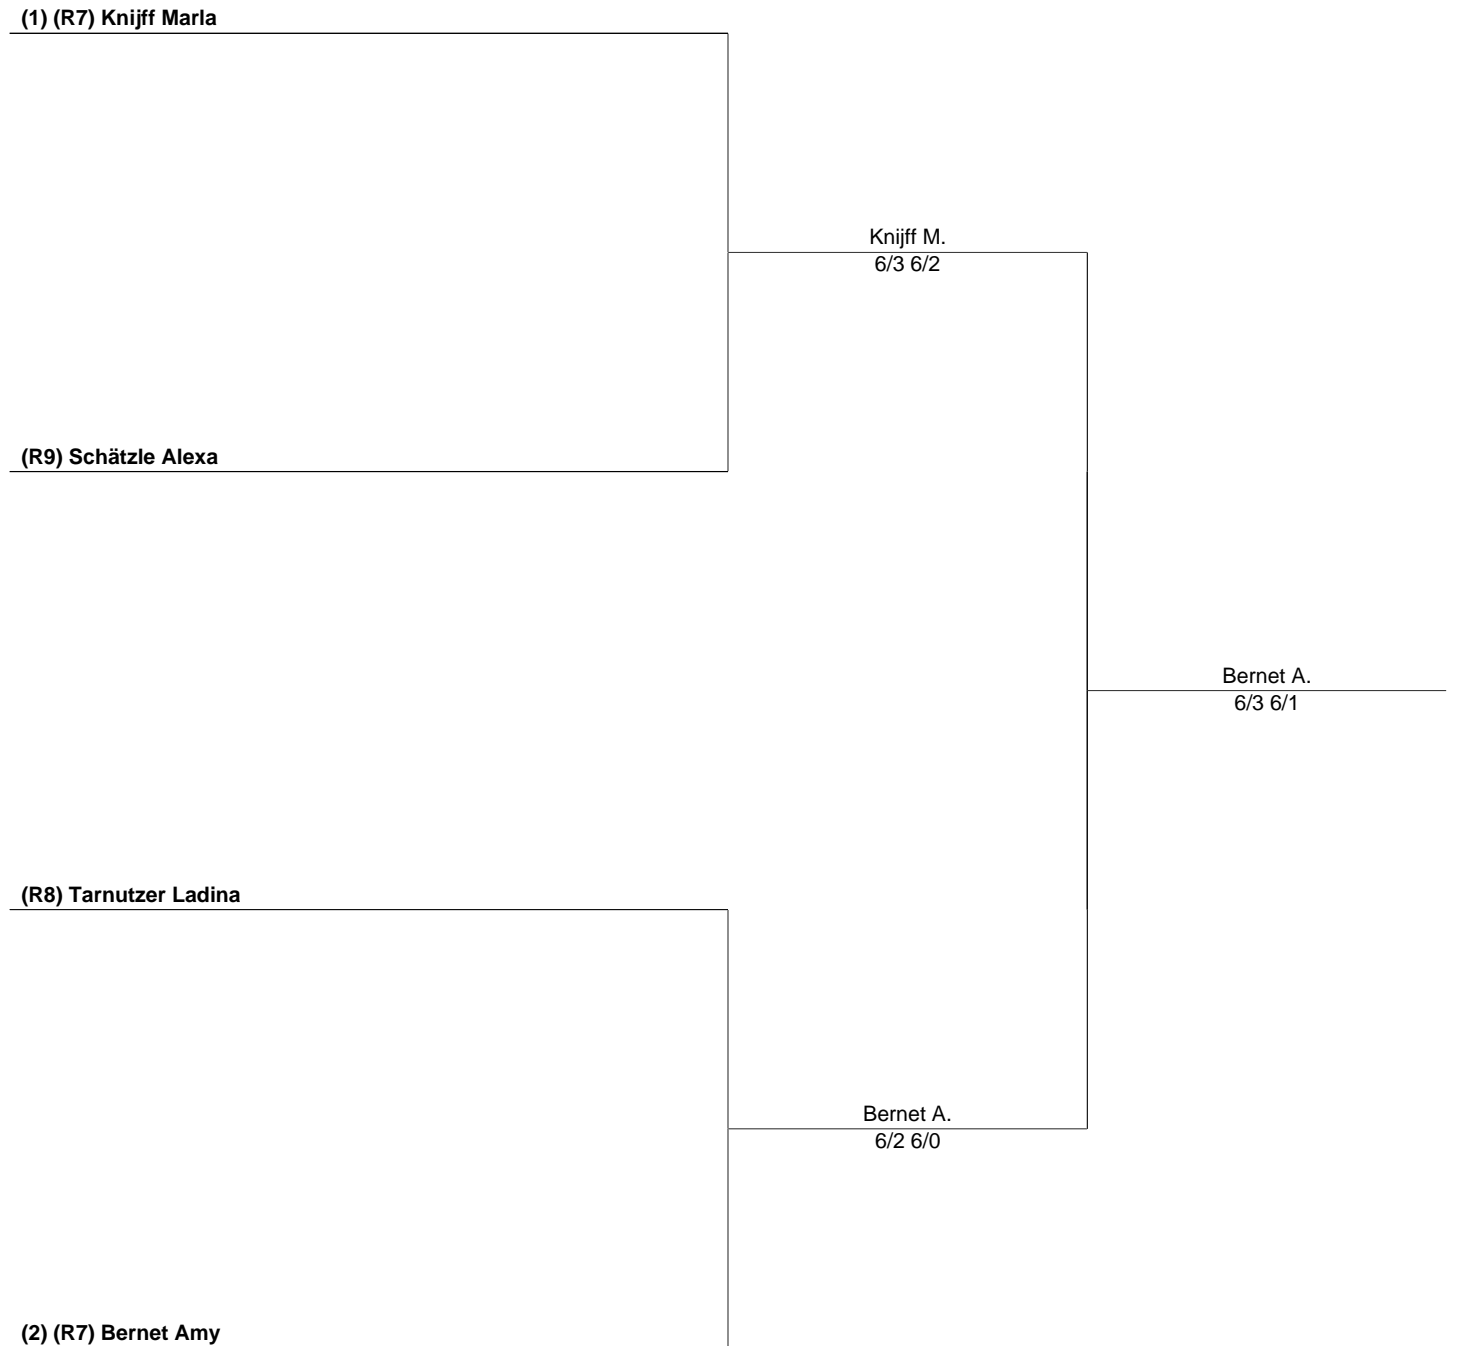 (1) (R7) Knijff Marla
Knijff M.
6/3 6/2
(R9) Schätzle Alexa
Bernet A.
6/3 6/1
(R8) Tarnutzer Ladina
Bernet A.
6/2 6/0
(2) (R7) Bernet Amy